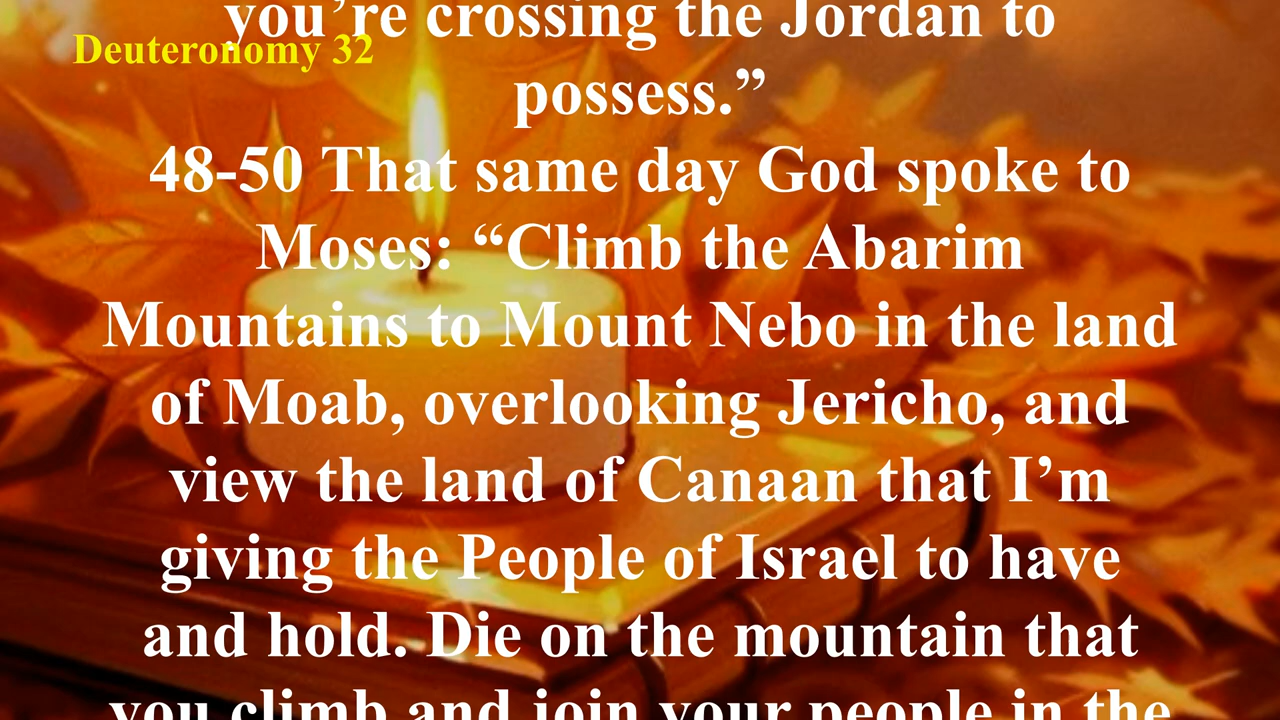 you’re crossing the Jordan to
Deuteronomy 32
possess.”
48-50 That same day God spoke to
Moses: “Climb the Abarim
Mountains to Mount Nebo in the land
of Moab, overlooking Jericho, and
view the land of Canaan that I’m
giving the People of Israel to have
and hold. Die on the mountain that
you climb and join your people in the